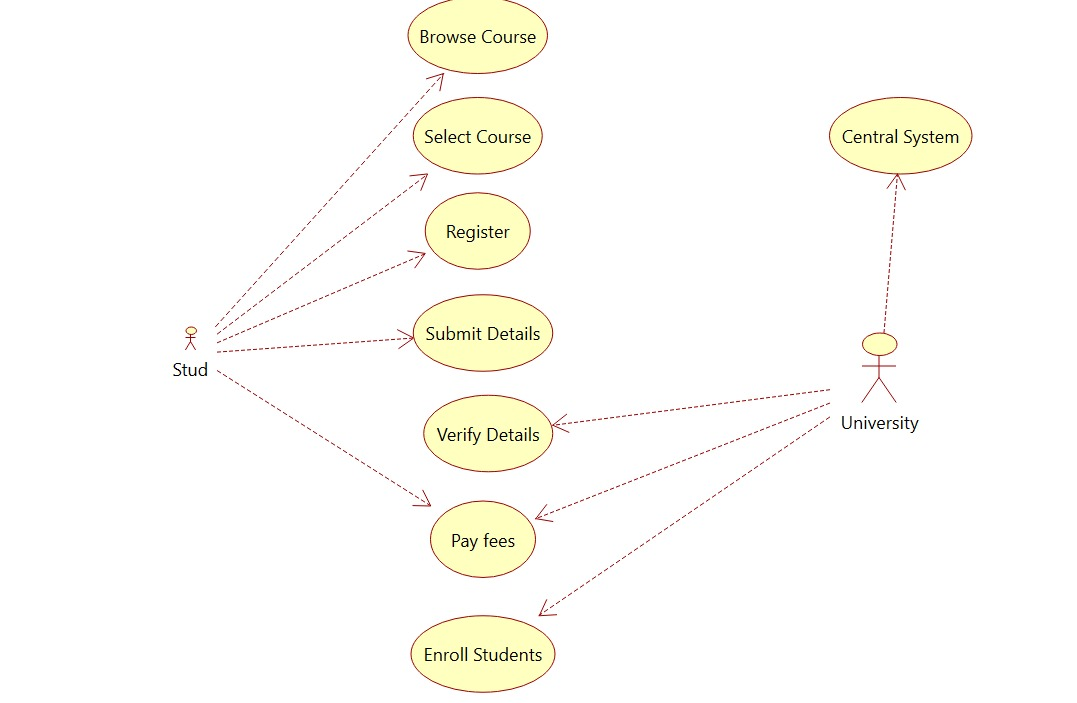 Browse Course
Select Course
Central System
Register
Submit Details
Stud
University
Verify Details
Pay fees
Enroll Students